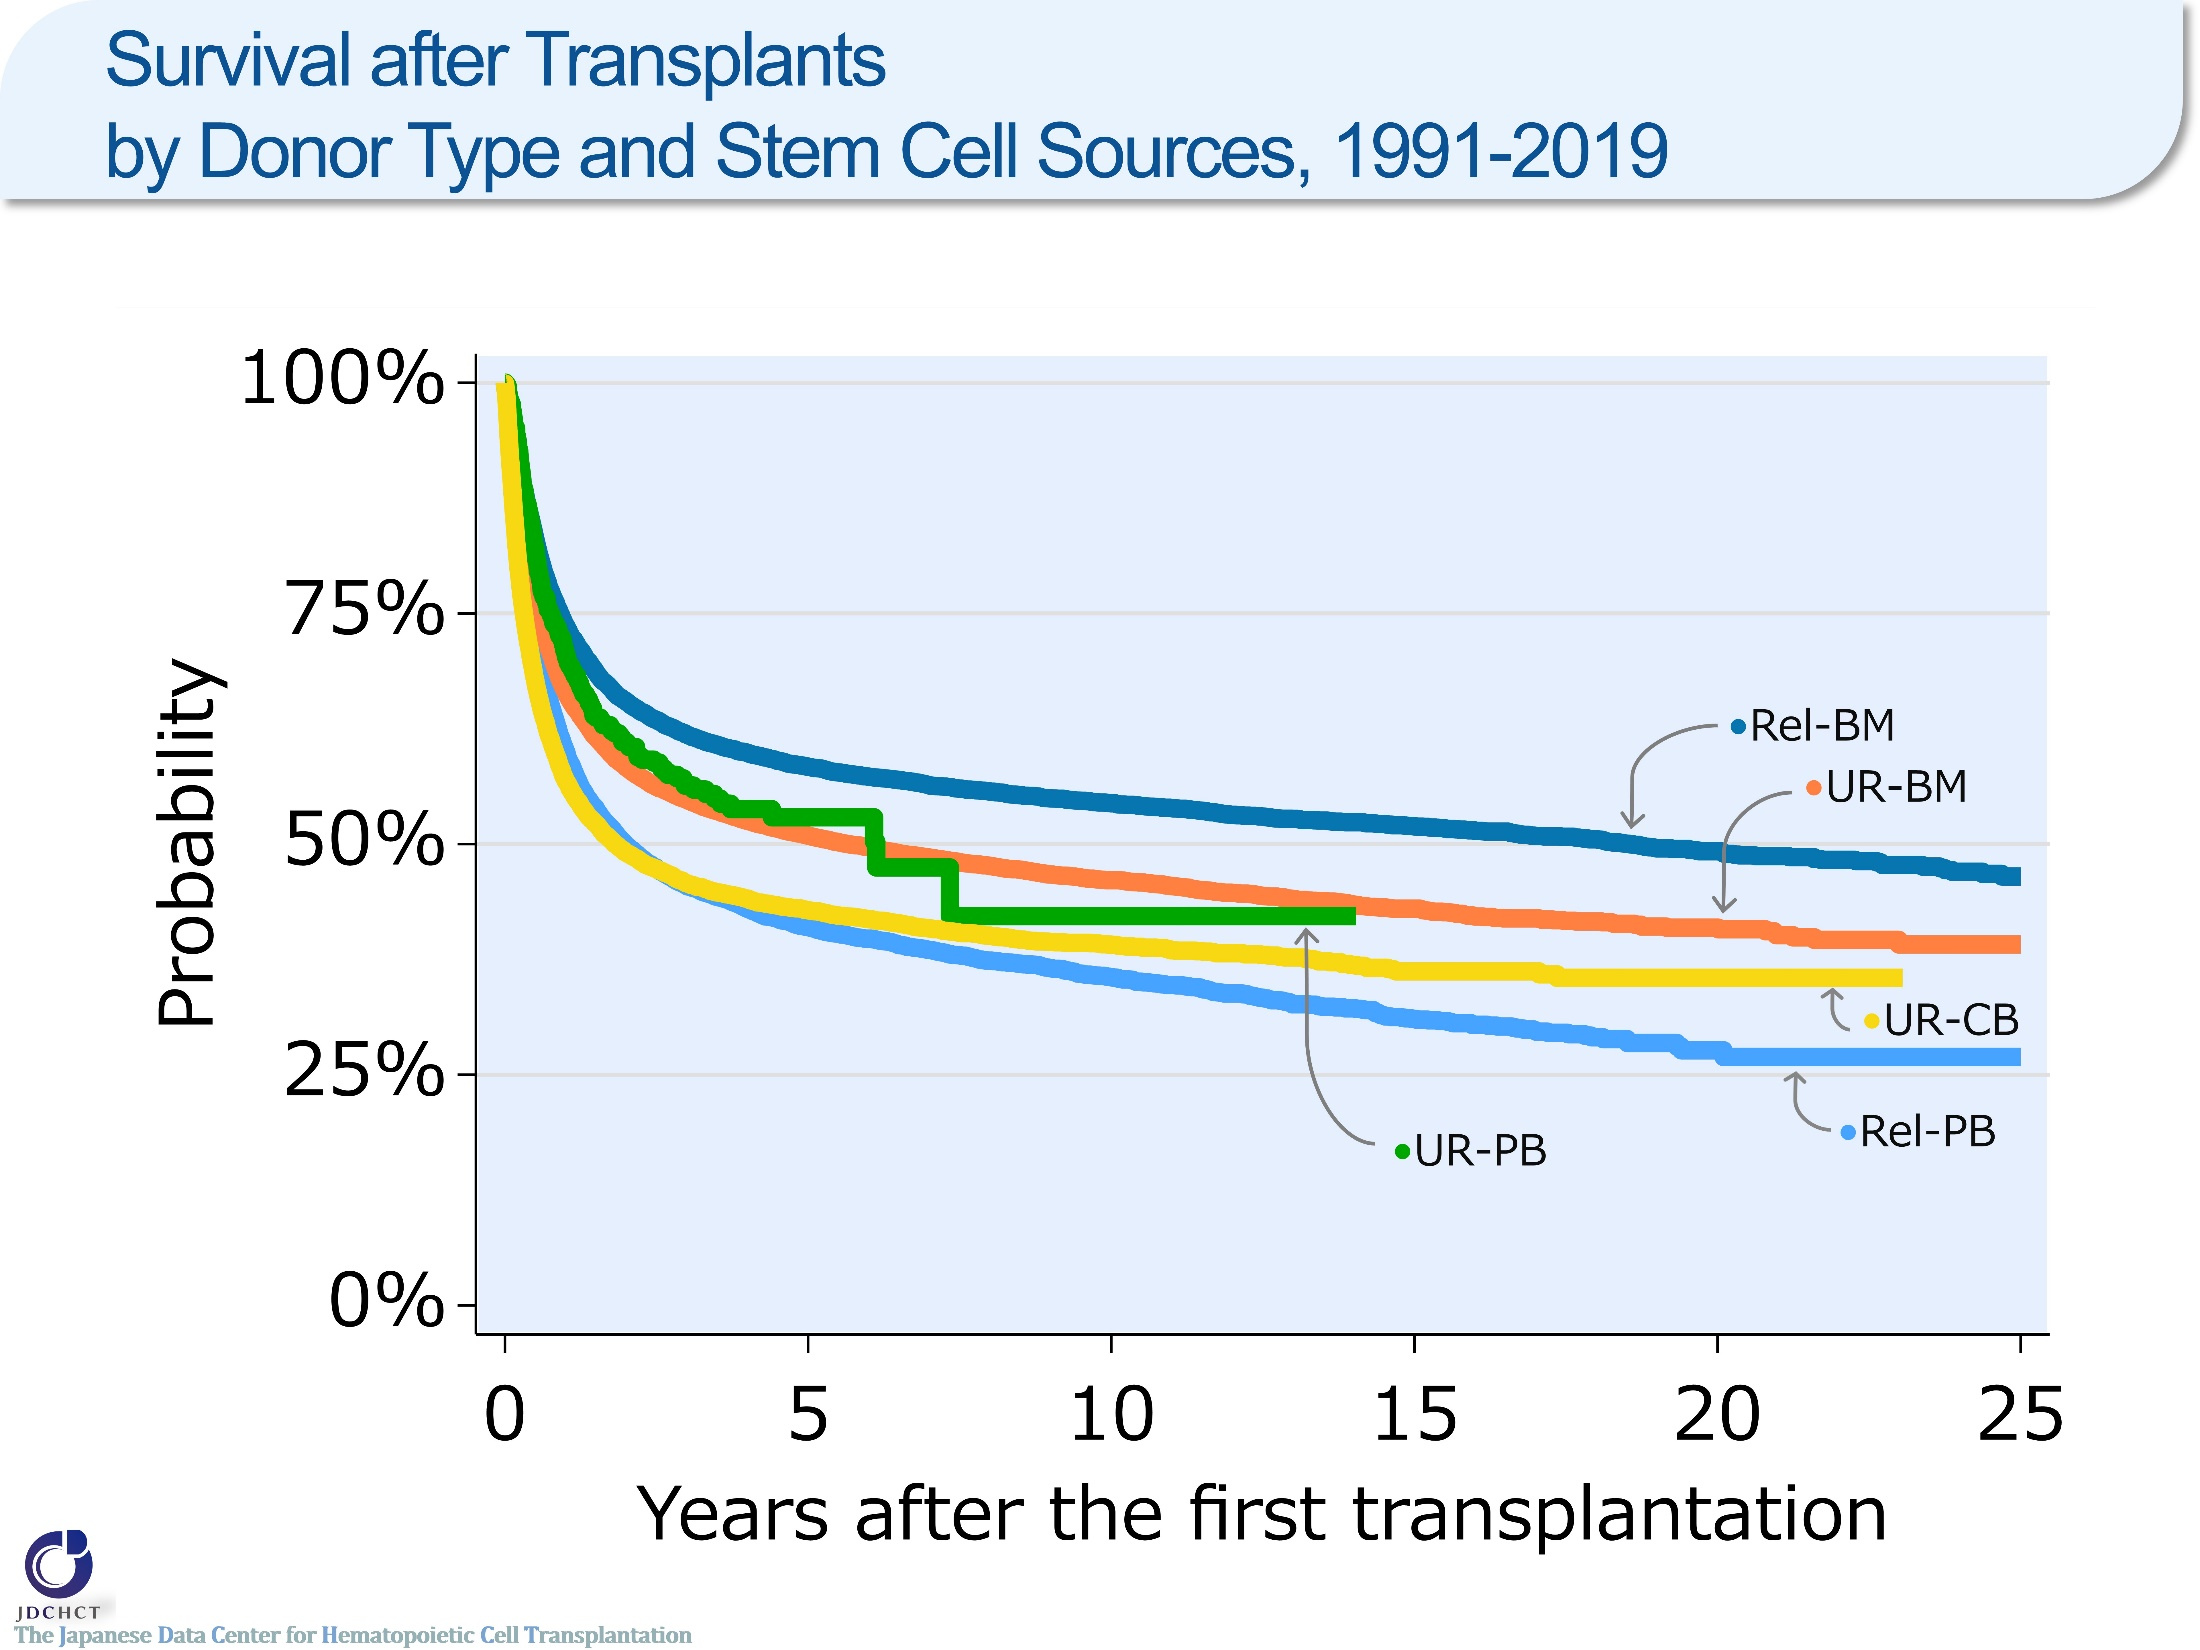 Survival after Transplants
by Donor Type and Stem Cell Sources, 1991-2019
100%
75%
50%
25%
0%
Probability
Rel-BM
UR-BM
UR-CB
Rel-PB
UR-PB
0 5 10 15 20 25
Years after the first transplantation
JDCHCT
The Japanese Data Center for Hematopoietic Cell Transplantation